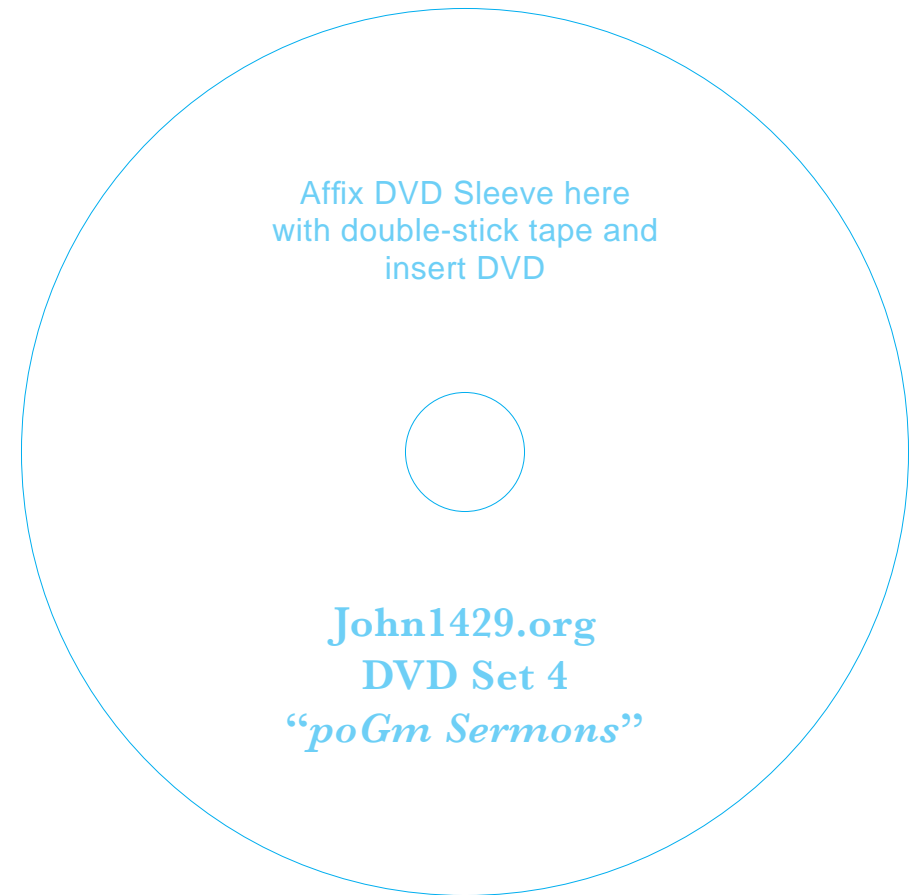 Affix DVD Sleeve here
with double-stick tape and
insert DVD
John1429.org
DVD Set 4
“poGm Sermons”